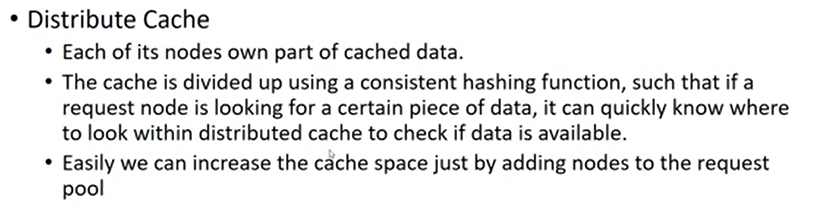 • Distribute Cache
• Each of its nodes own part of cached data.
• The cache is divided up using a consistent hashing function, such that if a
request node is looking for a certain piece of data, it can quickly know where
to look within distributed cache to check if data is available.
• Easily we can increase the cache space just by adding nodes to the request
pool